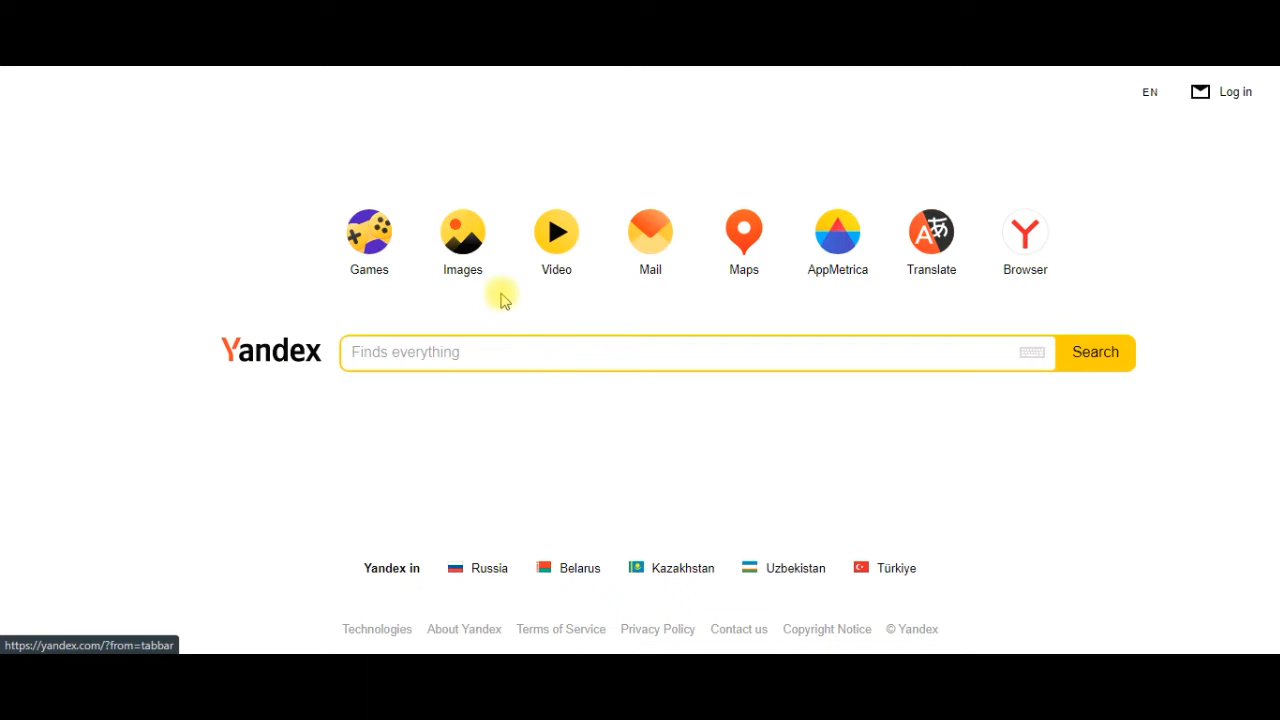 EN Log in
Games Images Video Mail Maps AppMetrica Translate Browser
Yandex Finds everything Search
Yandex in Russia Belarus Kazakhstan Uzbekistan Türkiye
Technologies About Yandex Terms of Service Privacy Policy Contact us Copyright Notice © Yandex
https://yandex.com/?from=tabbar